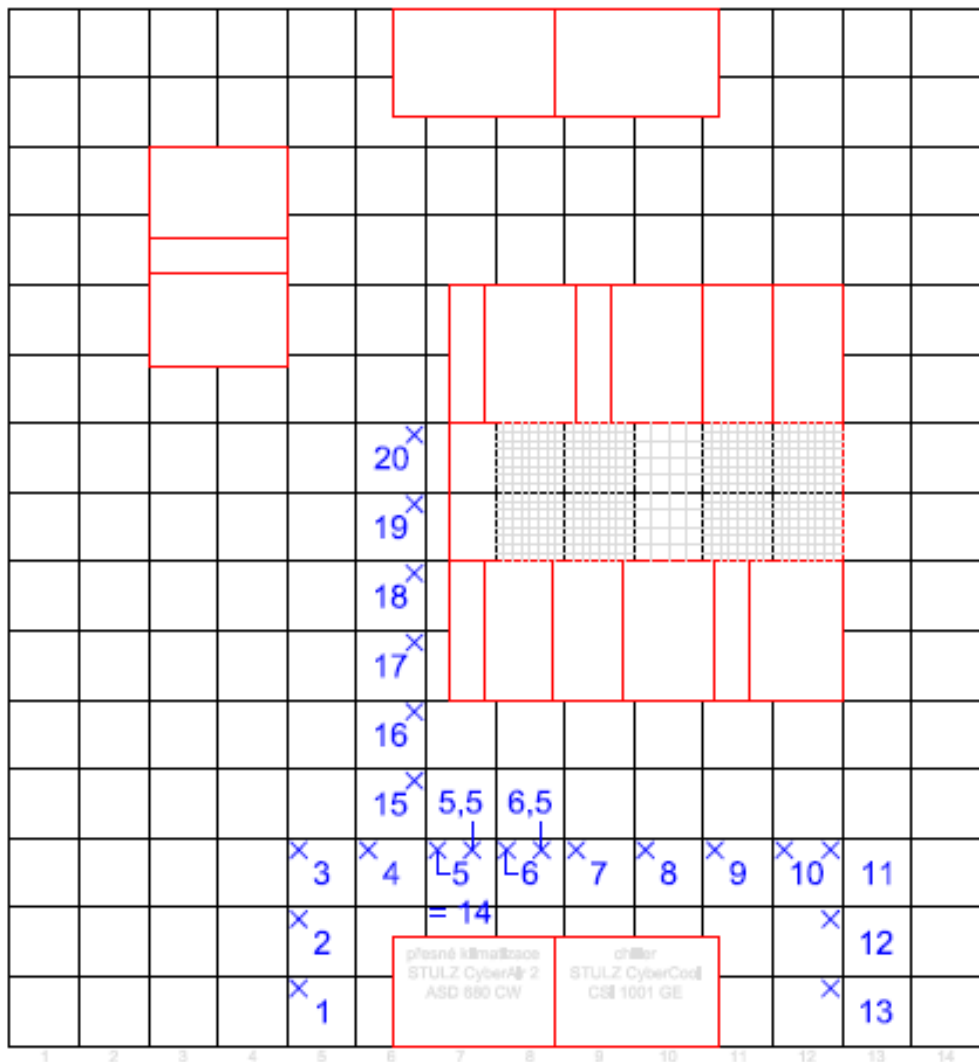 20
19
18
17
16
15 5,5 6,5
3 4 5 6 7 8 9 10 11
= 14
2 12
přesné klimatizace
STULZ CyberAir 2
ASD 680 CW
chiller
STULZ CyberCool
CSI 1001 GE
1 13
1 2 3 4 5 6 7 8 9 10 11 12 13 14